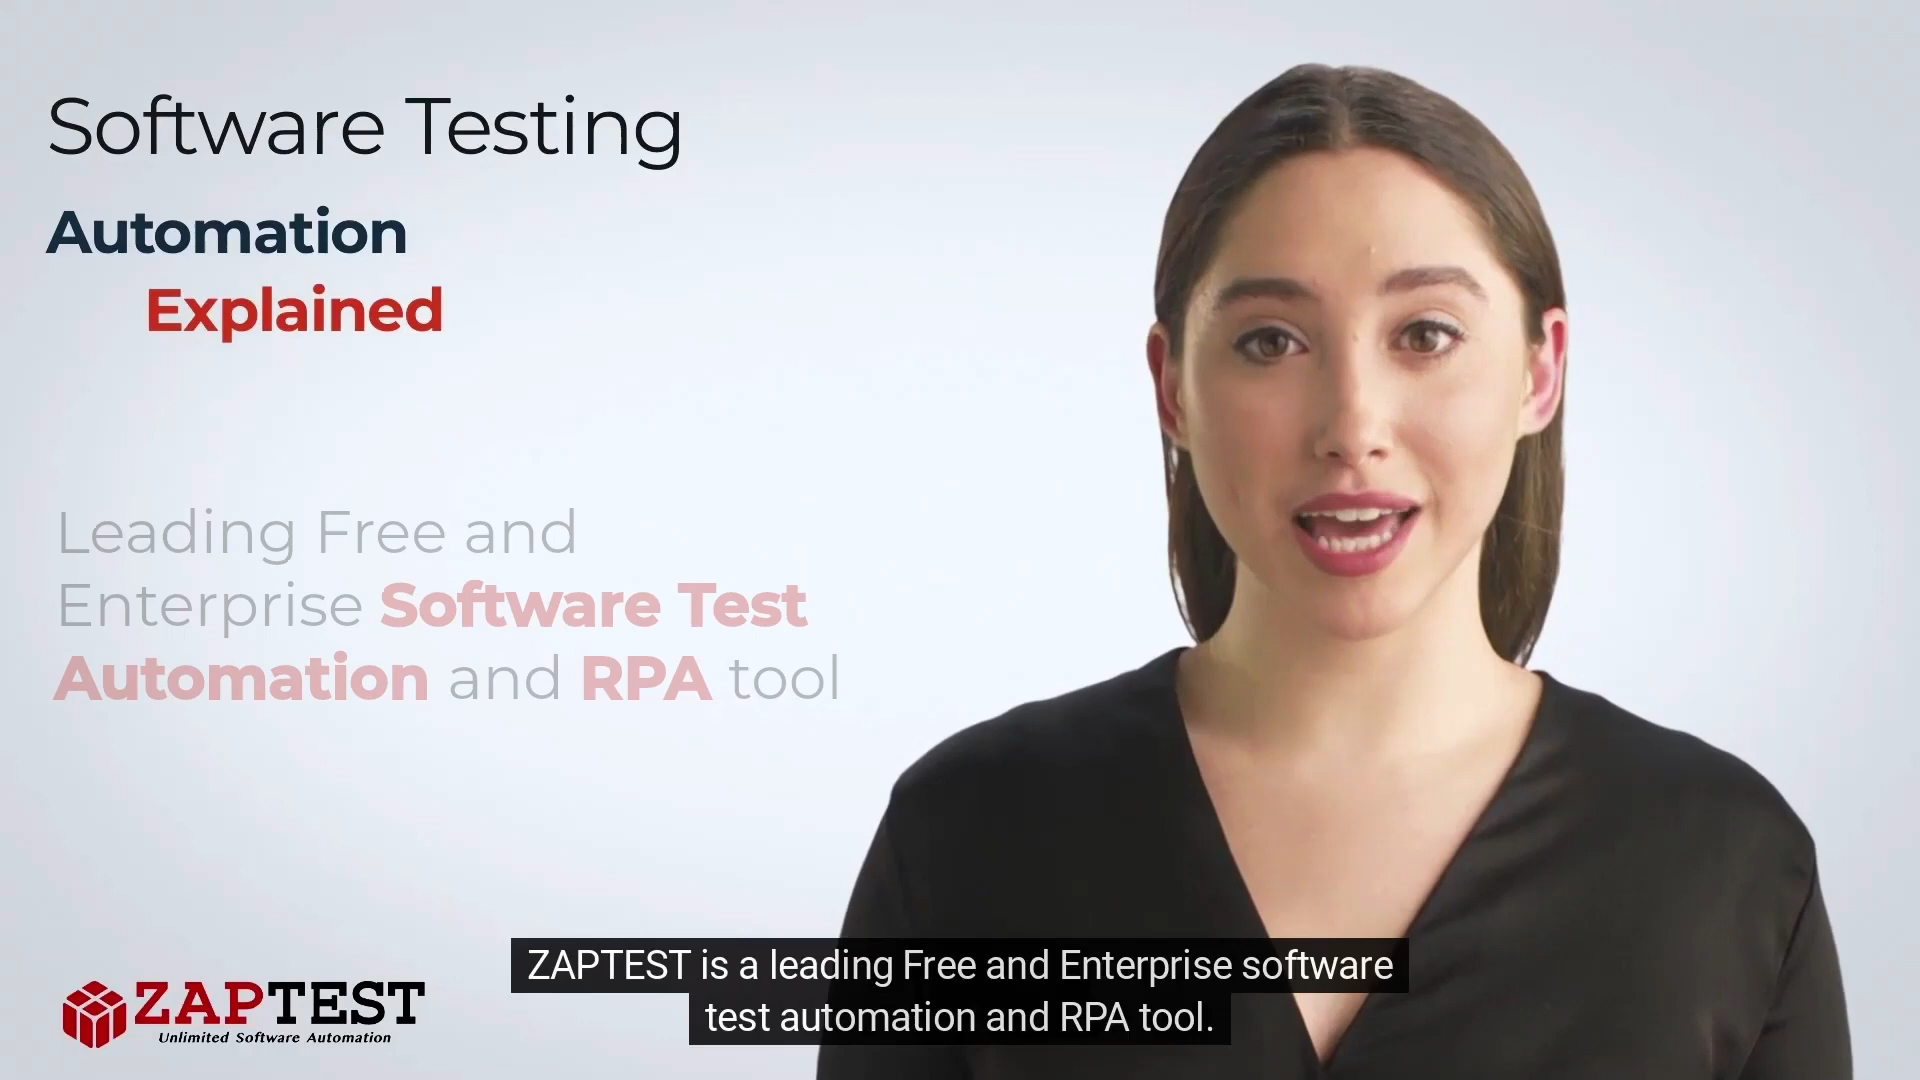 Software Testing
Automation
Explained
Leading Free and
Enterprise Software Test
Automation and RPA tool
ZAPTEST
Unlimited Software Automation
ZAPTEST is a leading Free and Enterprise software
test automation and RPA tool.